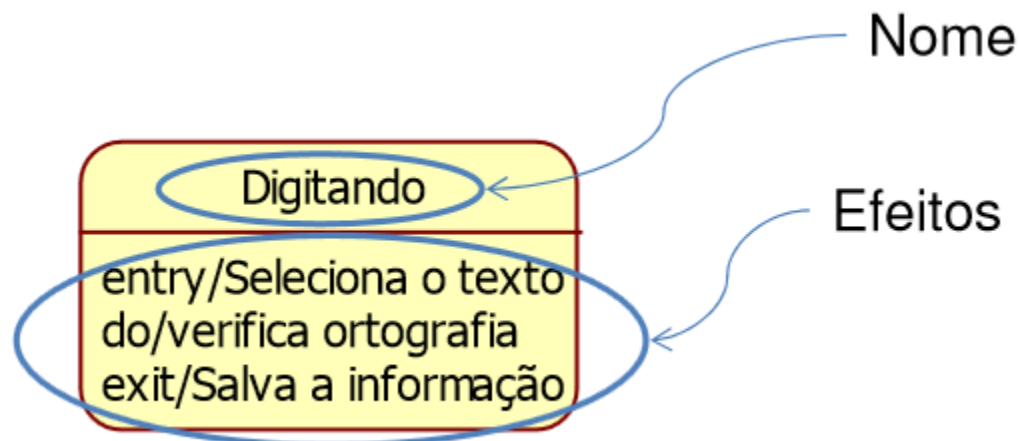 Nome
Digitando
Efeitos
entry/Seleciona o texto
do/verifica ortografia
exit/Salva a informação